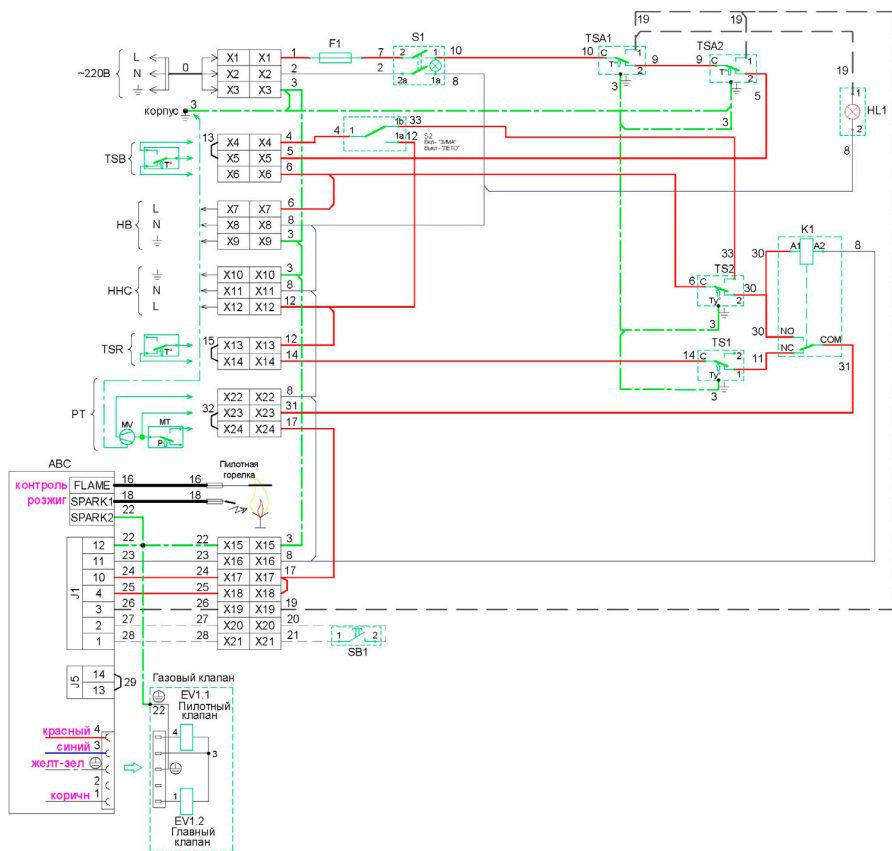 19 19
L X1 X1 1 F1 7 S1 2 1 10 10 TSA1 C 1 T° 2 9 9 TSA2 C 1 T° 2 19
~220В N 0 X2 X2 2 2 2a 1a 8 5 1 HL1 2
X3 X3 3 3 3 8
корпус 3
13 X4 X4 4 4 1 1b 33 1a 12 S2
Вкл - "ЗИМА"
Выкл - "ЛЕТО"
TSB T° X5 X5 5
X6 X6 6
L X7 X7 6
НВ N X8 X8 8
X9 X9 3
K1
33 30 A1 A2 8
X10 X10 3
ННС N X11 X11 8
L X12 X12 12
6 C TS2 1 Tу 2 30 3
30 NO COM
NC
TSR T° 15 X13 X13 12
X14 X14 14
14 C TS1 2 Tу 1 11 3 31
X22 X22 8
PT MV MT P 32 X23 X23 31
X24 X24 17
ABC
Пилотная
горелка
контроль FLAME 16 16
розжиг SPARK1 18 18
SPARK2 22
J1
12 22 22 X15 X15 3
11 23 23 X16 X16 8
10 24 24 X17 X17 17
4 25 25 X18 X18
3 26 26 X19 X19 19
2 27 27 X20 X20 20
1 28 28 X21 X21 21 1 2
SB1
J5 14 29
13
Газовый клапан
22 EV1.1
Пилотный
клапан
4
3
красный 4
синий 3
желт-зел
2
коричн 1
1
EV1.2
Главный
клапан